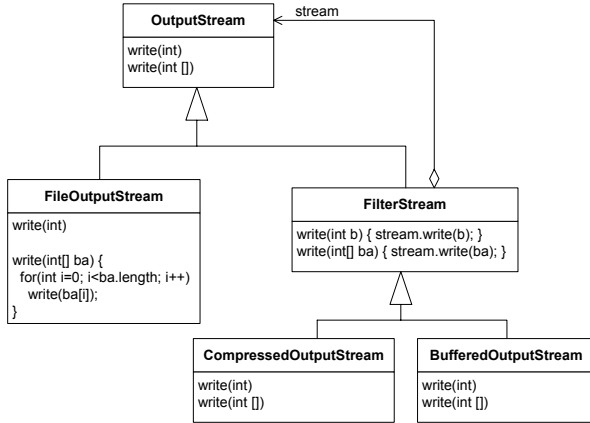 OutputStream
stream
write(int)
write(int [])
FileOutputStream
write(int)
write(int[] ba) {
for(int i=0; i<ba.length; i++)
write(ba[i]);
}
FilterStream
write(int b) { stream.write(b); }
write(int[] ba) { stream.write(ba); }
CompressedOutputStream
write(int)
write(int [])
BufferedOutputStream
write(int)
write(int [])